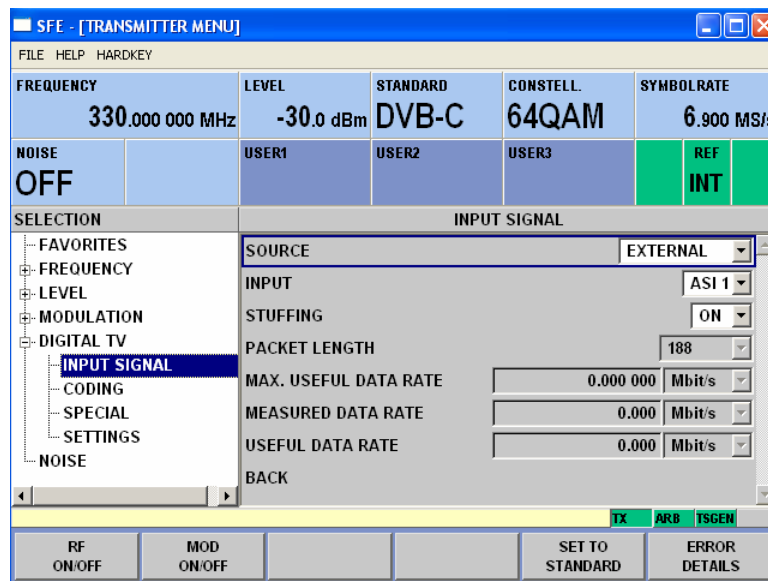 SFE - [TRANSMITTER MENU]
FILE HELP HARDKEY
FREQUENCY LEVEL STANDARD CONSTELL. SYMBOLRATE
330.000 000 MHz -30.0 dBm DVB-C 64QAM 6.900 MS/s
NOISE USER1 USER2 USER3 REF
OFF INT
SELECTION INPUT SIGNAL
FAVORITES
FREQUENCY
LEVEL
MODULATION
DIGITAL TV
INPUT SIGNAL
CODING
SPECIAL
SETTINGS
NOISE
SOURCE EXTERNAL
INPUT ASI 1
STUFFING ON
PACKET LENGTH 188
MAX. USEFUL DATA RATE 0.000 000 Mbit/s
MEASURED DATA RATE 0.000 Mbit/s
USEFUL DATA RATE 0.000 Mbit/s
BACK
TX ARB TSGEN
RF ON/OFF
MOD ON/OFF
SET TO STANDARD
ERROR DETAILS